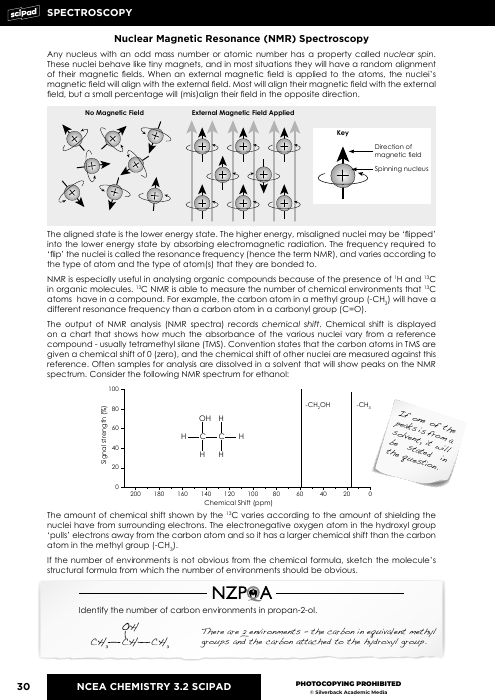 scipad SPECTROSCOPY
Nuclear Magnetic Resonance (NMR) Spectroscopy
Any nucleus with an odd mass number or atomic number has a property called nuclear spin.
These nuclei behave like tiny magnets, and in most situations they will have a random alignment
of their magnetic fields. When an external magnetic field is applied to the atoms, the nuclei's
magnetic field will align with the external field. Most will align their magnetic field with the external
field, but a small percentage will (mis)align their field in the opposite direction.
No Magnetic Field
External Magnetic Field Applied
Key
Direction of
magnetic field
Spinning nucleus
The aligned state is the lower energy state. The higher energy, misaligned nuclei may be 'flipped'
into the lower energy state by absorbing electromagnetic radiation. The frequency required to
'flip' the nuclei is called the resonance frequency (hence the term NMR), and varies according to
the type of atom and the type of atom(s) that they are bonded to.
NMR is especially useful in analysing organic compounds because of the presence of ¹H and ¹³C
in organic molecules. ¹³C NMR is able to measure the number of chemical environments that ¹³C
atoms have in a compound. For example, the carbon atom in a methyl group (-CH₃) will have a
different resonance frequency than a carbon atom in a carbonyl group (C=O).
The output of NMR analysis (NMR spectra) records chemical shift. Chemical shift is displayed
on a chart that shows how much the absorbance of the various nuclei vary from a reference
compound - usually tetramethyl silane (TMS). Convention states that the carbon atoms in TMS are
given a chemical shift of 0 (zero), and the chemical shift of other nuclei are measured against this
reference. Often samples for analysis are dissolved in a solvent that will show peaks on the NMR
spectrum. Consider the following NMR spectrum for ethanol:
Signal strength (%)
100
80
60
40
20
0
OH H
H C C H
H H
-CH₂OH
-CH₃
200 180 160 140 120 100 80 60 40 20 0
Chemical Shift (ppm)
If one of the
peaks is from a
solvent, it will
be stated in
the question.
The amount of chemical shift shown by the ¹³C varies according to the amount of shielding the
nuclei have from surrounding electrons. The electronegative oxygen atom in the hydroxyl group
'pulls' electrons away from the carbon atom and so it has a larger chemical shift than the carbon
atom in the methyl group (-CH₃).
If the number of environments is not obvious from the chemical formula, sketch the molecule's
structural formula from which the number of environments should be obvious.
NZPQA
Identify the number of carbon environments in propan-2-ol.
OH
CH₃—CH—CH₃
There are 2 environments - the carbon in equivalent methyl
groups and the carbon attached to the hydroxyl group.
30
NCEA CHEMISTRY 3.2 SCIPAD
PHOTOCOPYING PROHIBITED
© Silverback Academic Media